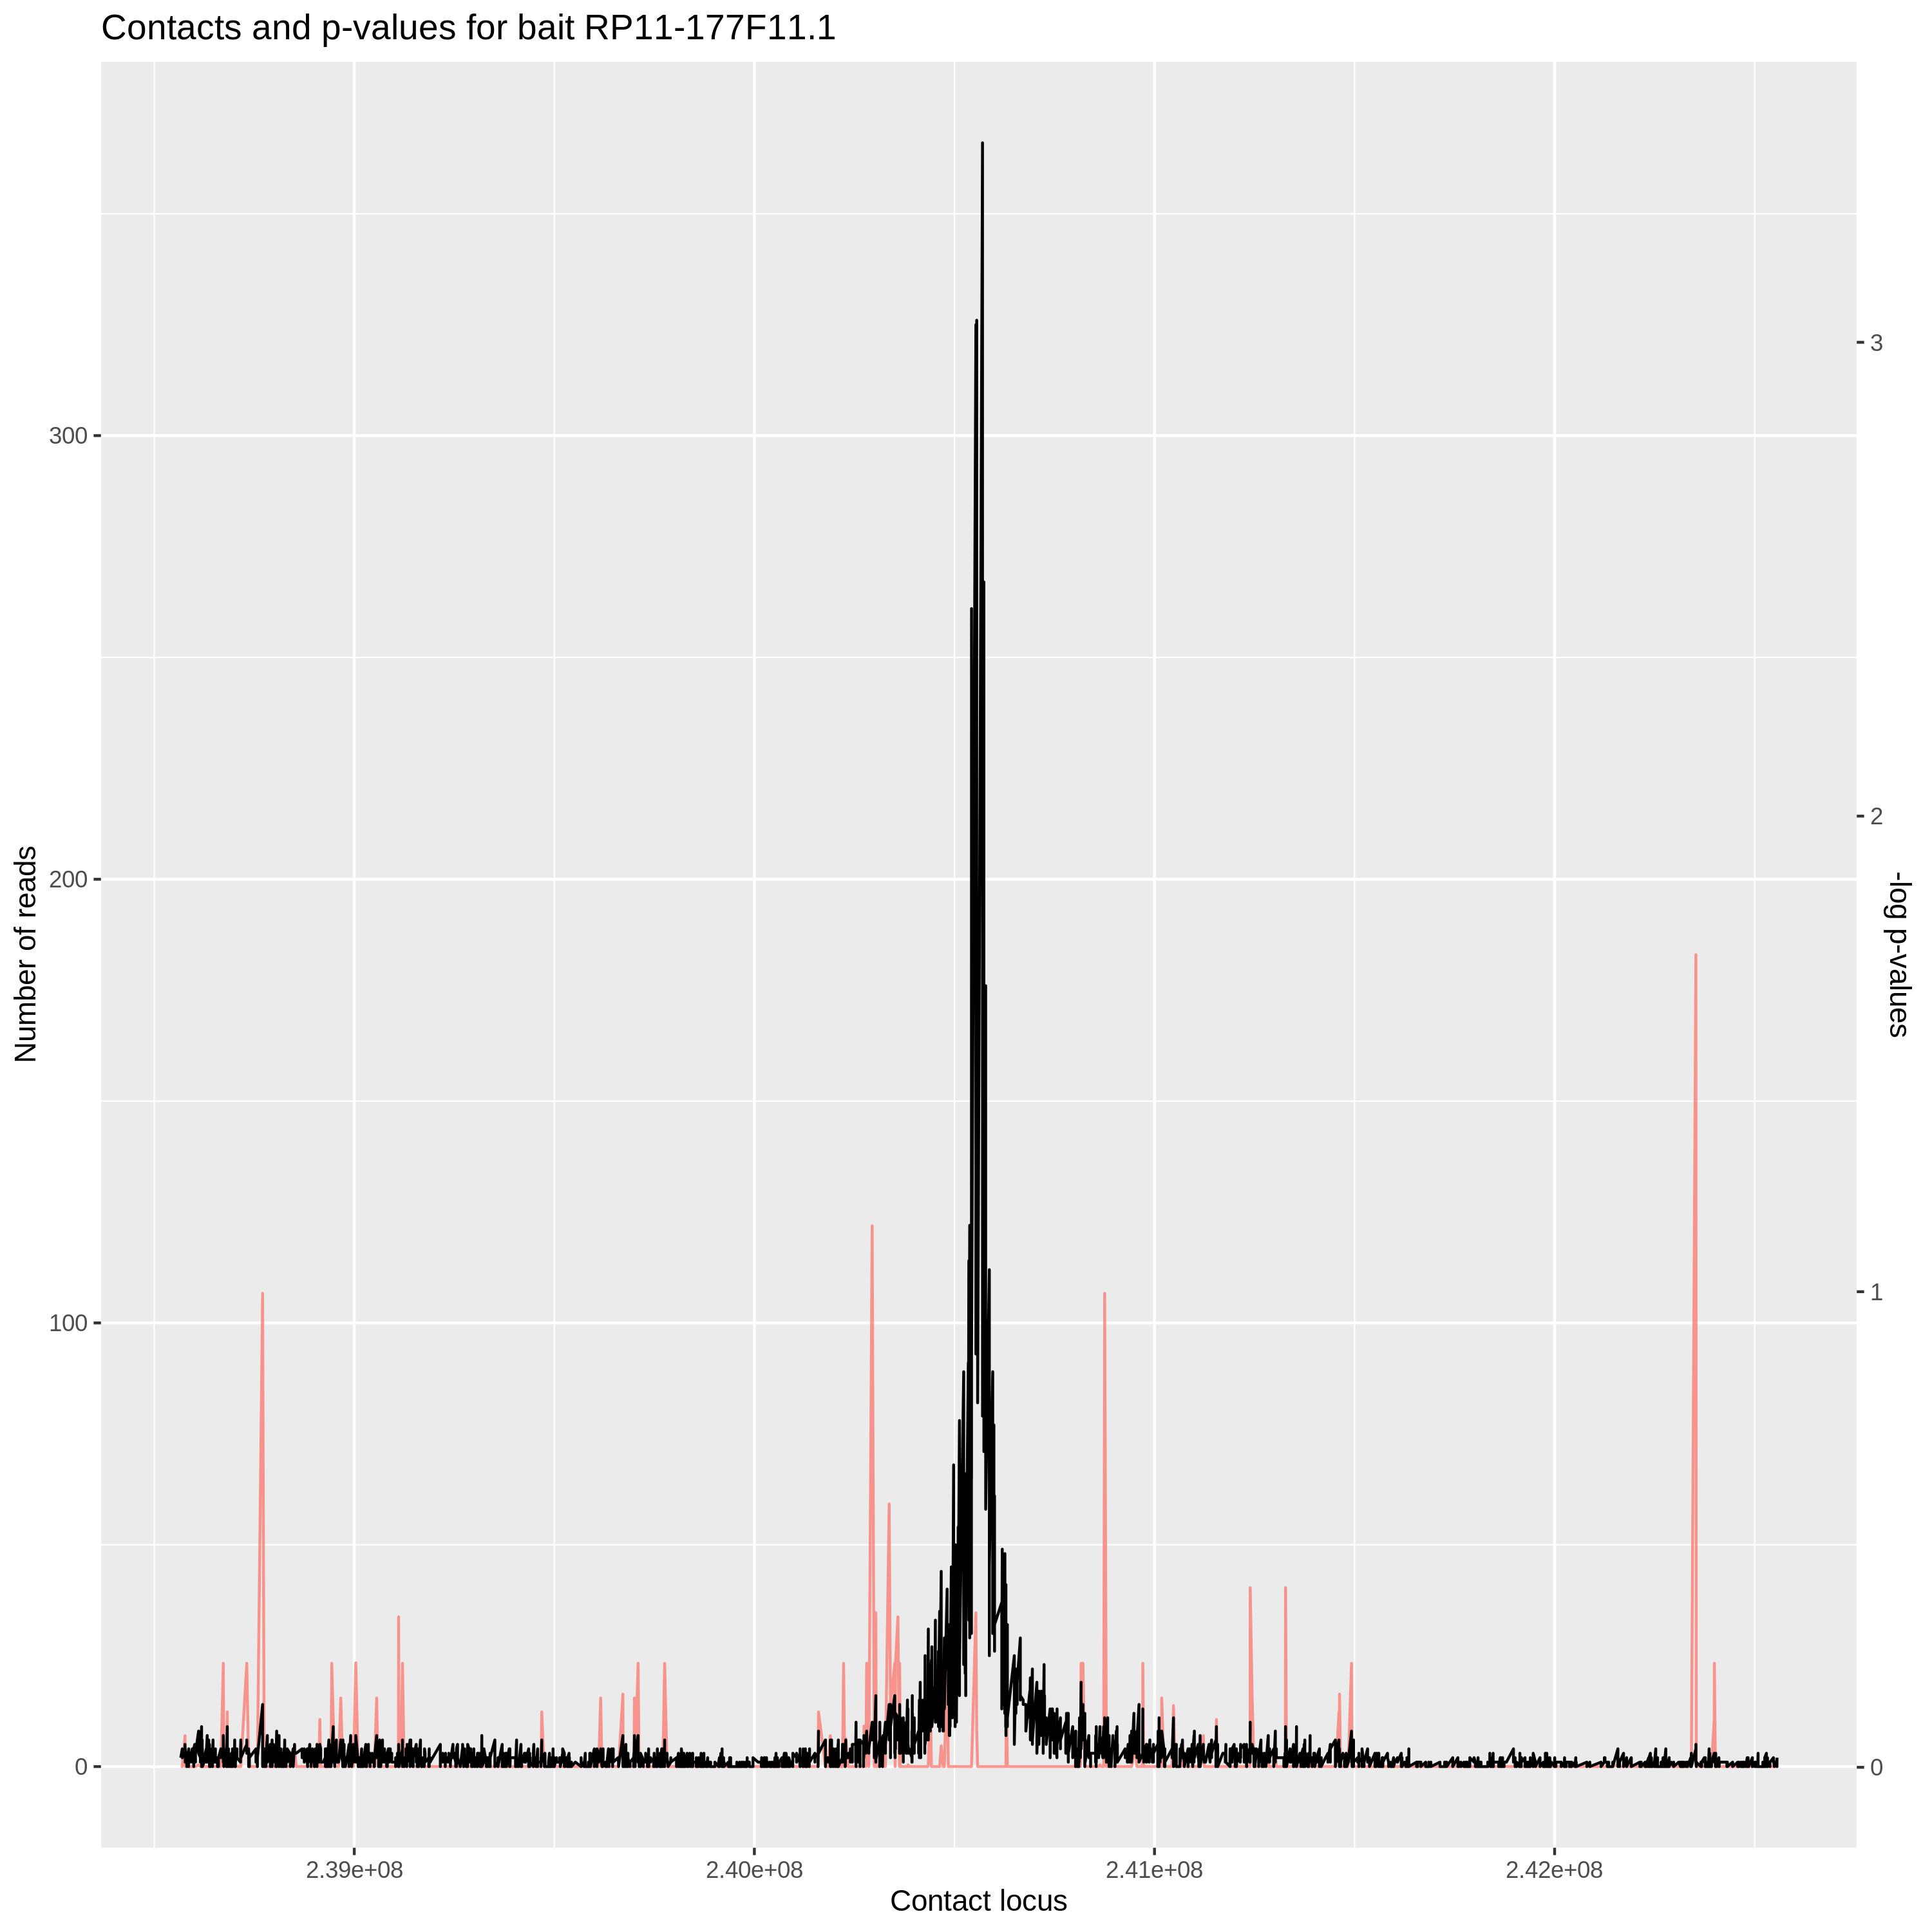 Contacts and p-values for bait RP11-177F11.1
Number of reads
300
200
100
0
3
2
1
0
-log p-values
2.39e+08
2.40e+08
2.41e+08
2.42e+08
Contact locus